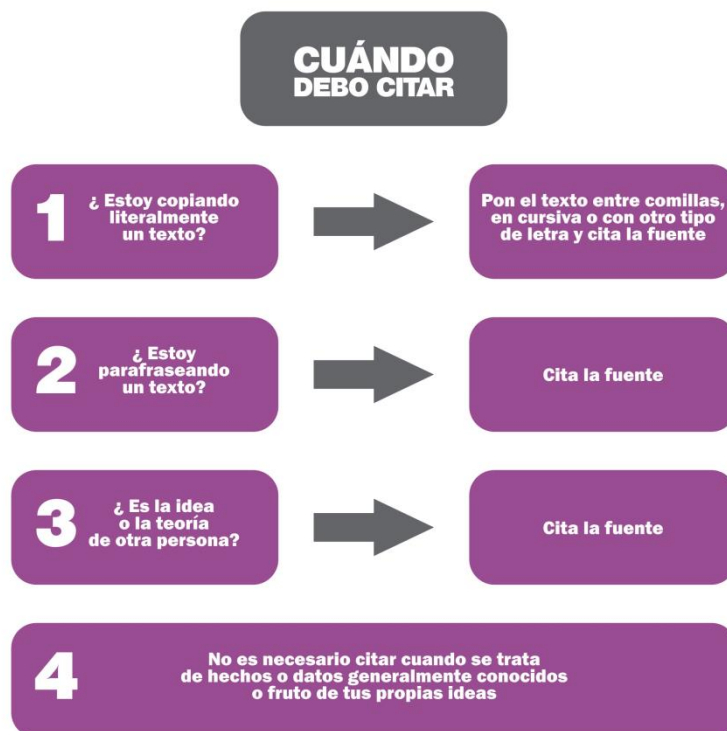 CUÁNDO
DEBO CITAR
1
¿ Estoy copiando
literalmente
un texto?
Pon el texto entre comillas,
en cursiva o con otro tipo
de letra y cita la fuente
2
¿ Estoy
parafraseando
un texto?
Cita la fuente
3
¿ Es la idea
o la teoría
de otra persona?
Cita la fuente
4
No es necesario citar cuando se trata
de hechos o datos generalmente conocidos
o fruto de tus propias ideas